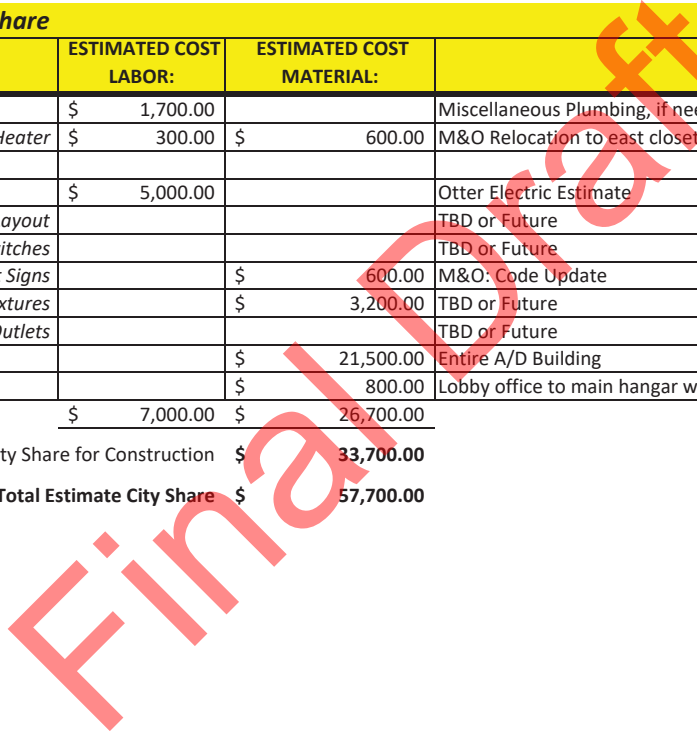 hare
ESTIMATED COST LABOR: ESTIMATED COST MATERIAL:
$ 1,700.00 Miscellaneous Plumbing, if nee
Heater $ 300.00 $ 600.00 M&O Relocation to east closet
$ 5,000.00 Otter Electric Estimate
ayout TBD or Future
itches TBD or Future
t Signs $ 600.00 M&O: Code Update
xtures $ 3,200.00 TBD or Future
Outlets TBD or Future
$ 21,500.00 Entire A/D Building
$ 800.00 Lobby office to main hangar w
$ 7,000.00 $ 26,700.00
ty Share for Construction $ 33,700.00
Total Estimate City Share $ 57,700.00
Final Draft